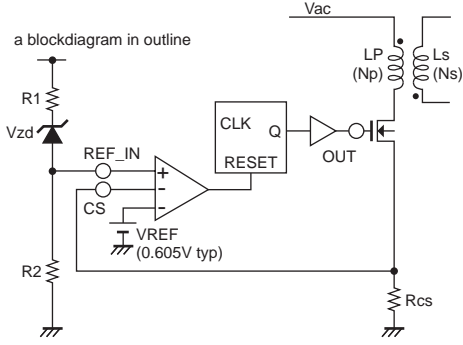 Vac
a blockdiagram in outline
LP
(Np)
Ls
(Ns)
R1
Vzd
CLK
Q
RESET
OUT
REF_IN
CS
+
−
−
VREF
(0.605V typ)
R2
Rcs